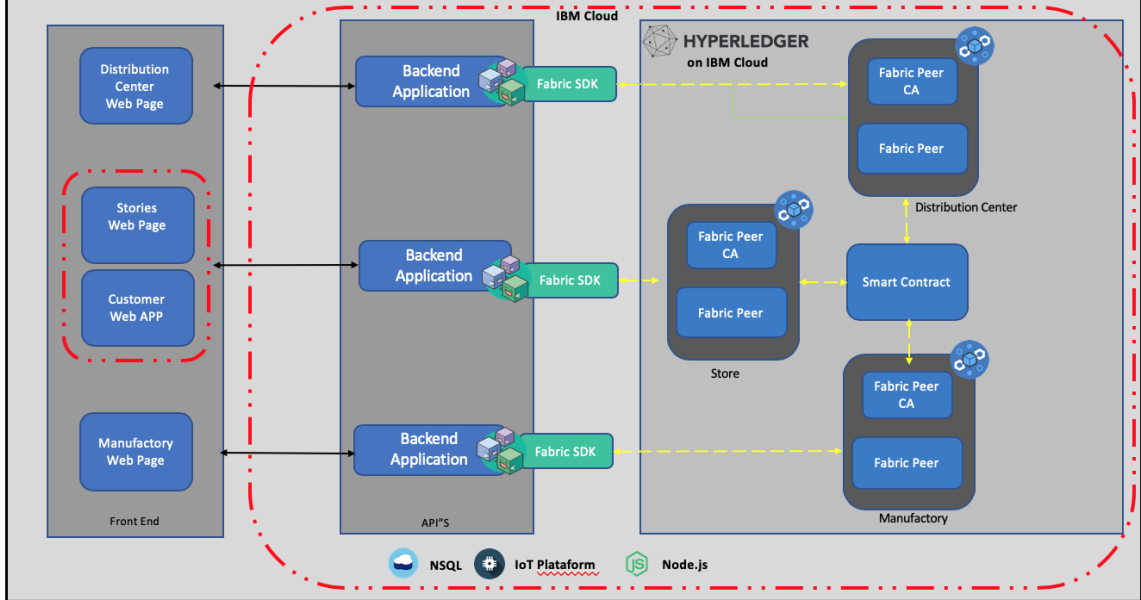 IBM Cloud
Distribution
Center
Web Page
Stories
Web Page
Customer
Web APP
Manufactory
Web Page
Front End
Backend
Application
Fabric SDK
Backend
Application
Fabric SDK
Backend
Application
Fabric SDK
API"S
HYPERLEDGER
on IBM Cloud
Fabric Peer
CA
Fabric Peer
Distribution Center
Fabric Peer
CA
Fabric Peer
Store
Smart Contract
Fabric Peer
CA
Fabric Peer
Manufactory
NSQL
IoT Plataform
JS
Node.js